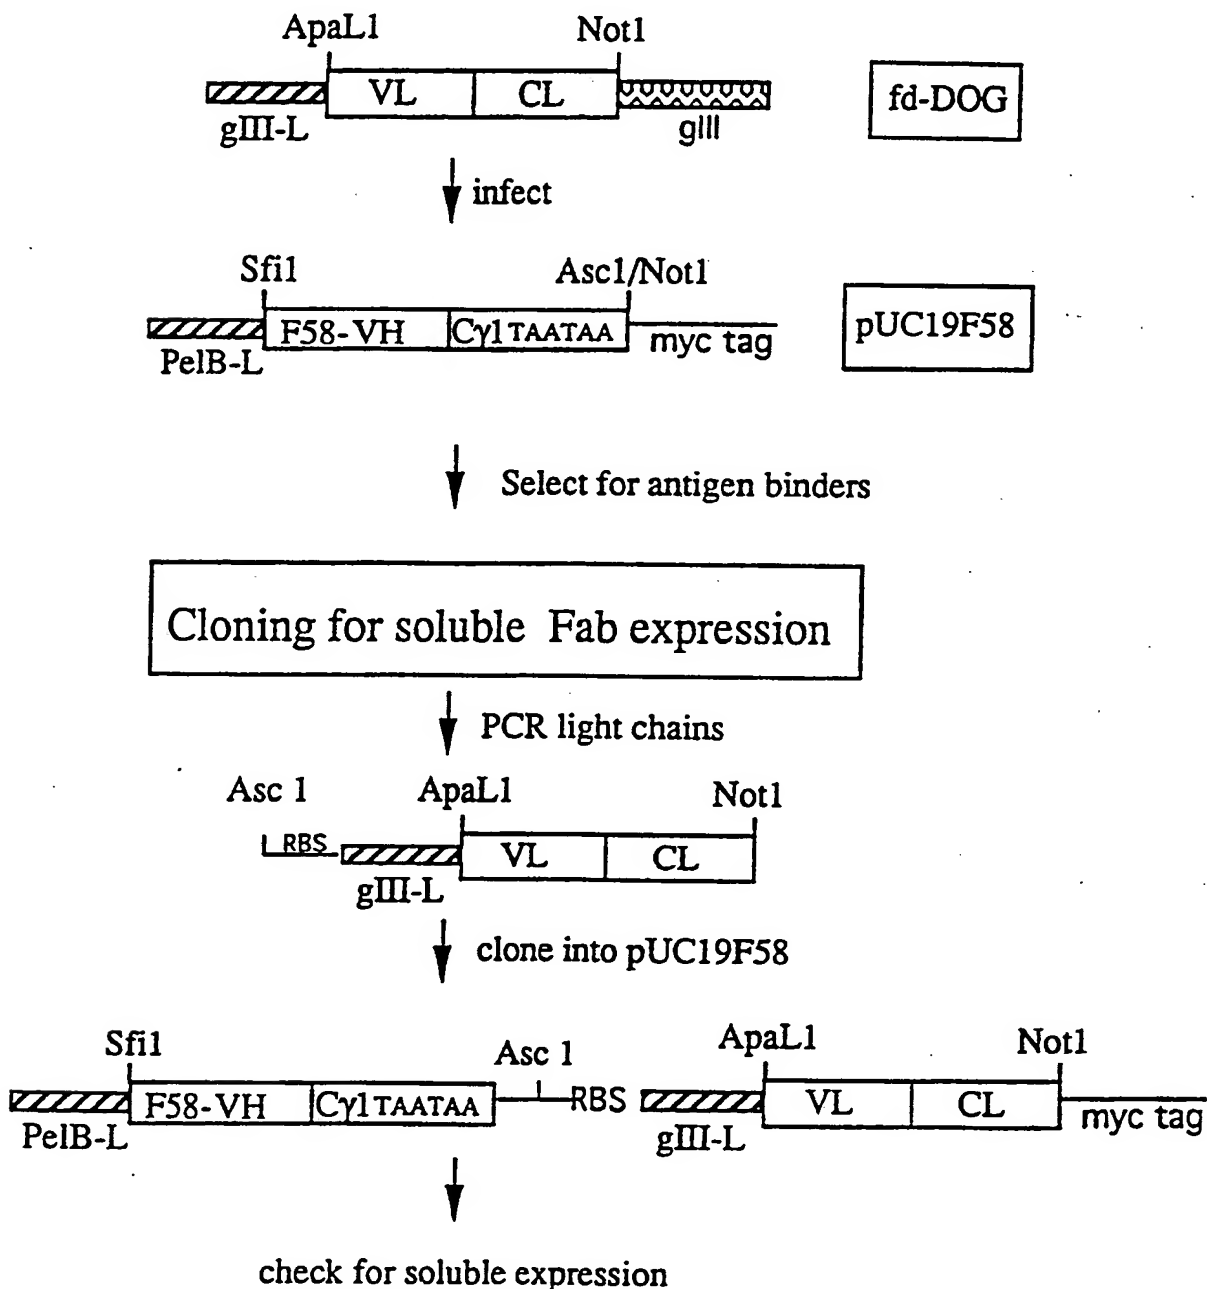 ApaL1 Not1
VL CL
gIII-L gIII
fd-DOG
infect
Sfi1 Asc1/Not1
F58-VH Cγ1 TAATAA
PelB-L myc tag
pUC19F58
Select for antigen binders
Cloning for soluble Fab expression
PCR light chains
Asc 1 ApaL1 Not1
RBS VL CL
gIII-L
clone into pUC19F58
Sfi1 Asc 1 ApaL1 Not1
F58-VH Cγ1 TAATAA RBS VL CL
PelB-L gIII-L myc tag
check for soluble expression